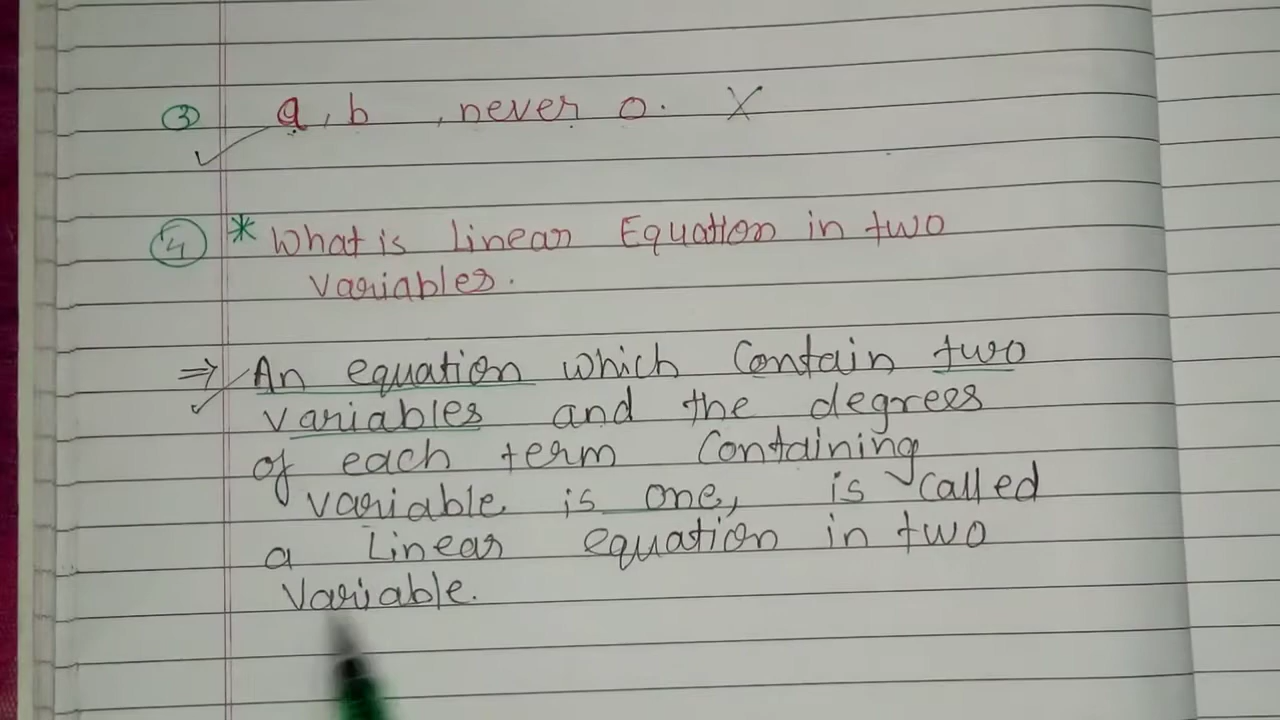 ③ a, b , never 0. X
④ * What is linear Equation in two
variables.
⇒ An equation which Contain two
variables and the degrees
of each term Containing
variable is one, is called
a Linear equation in two
Variable.